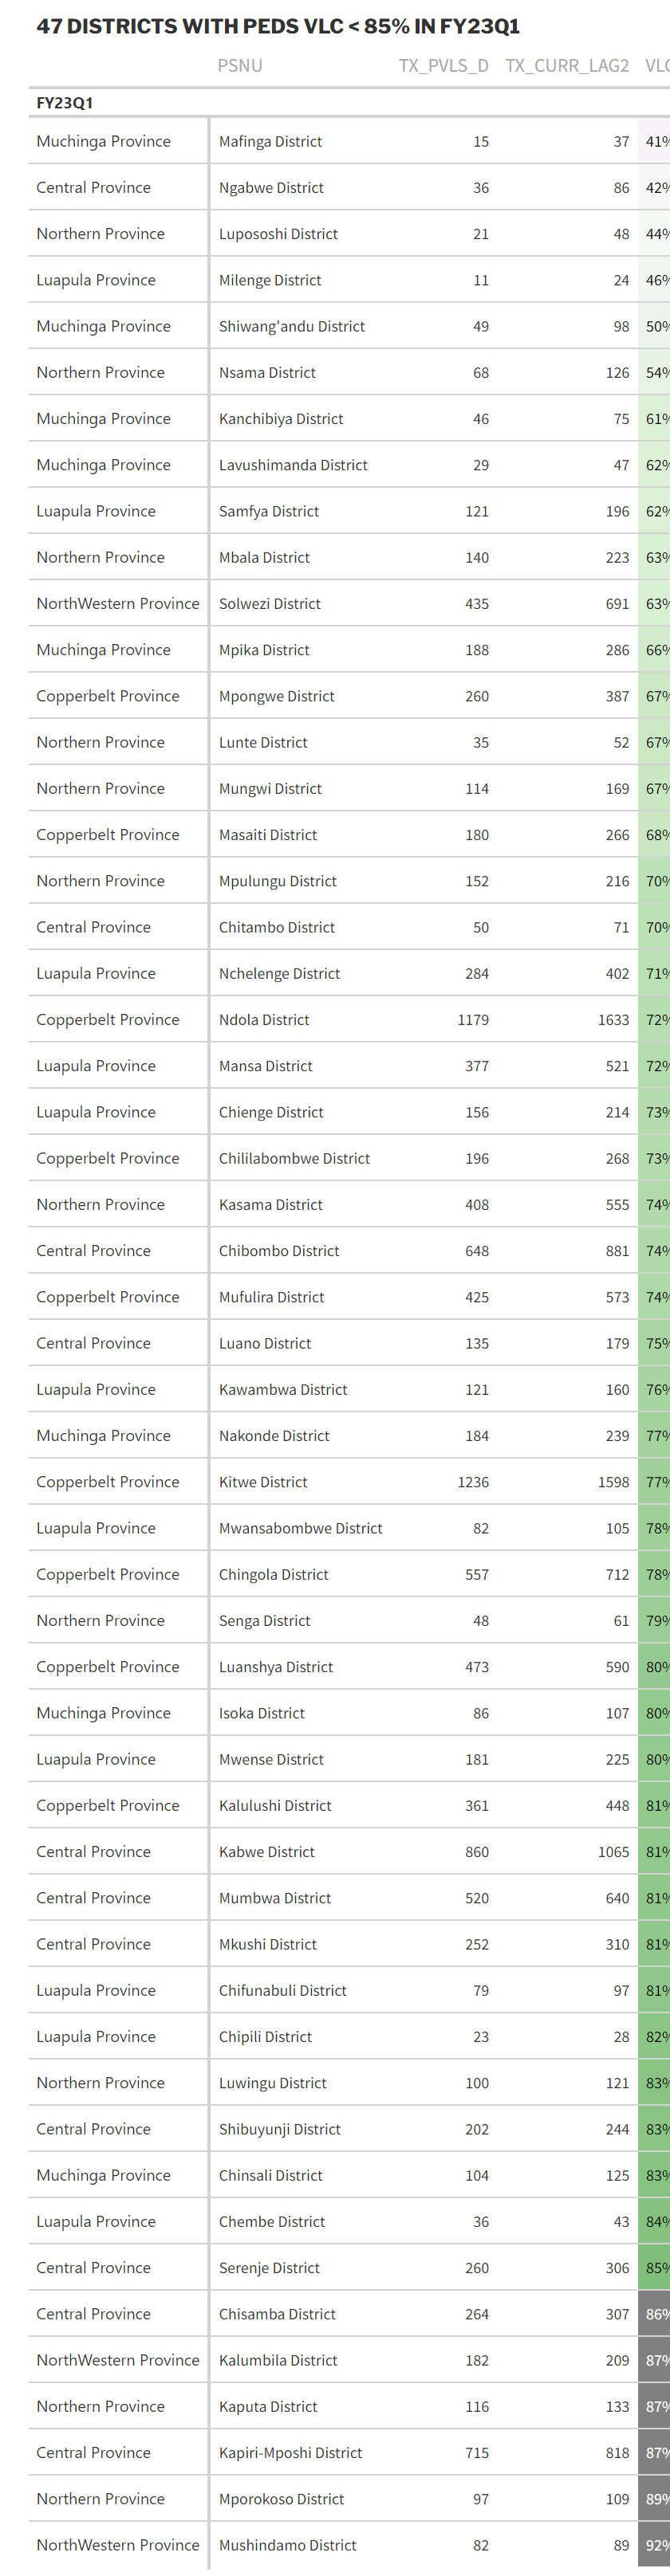 47 DISTRICTS WITH PEDS VLC < 85% IN FY23Q1
PSNU TX_PVLS_D TX_CURR_LAG2 VLC
FY23Q1
Muchinga Province Mafinga District 15 37 41%
Central Province Ngabwe District 36 86 42%
Northern Province Lupososhi District 21 48 44%
Luapula Province Milenge District 11 24 46%
Muchinga Province Shiwang'andu District 49 98 50%
Northern Province Nsama District 68 126 54%
Muchinga Province Kanchibiya District 46 75 61%
Muchinga Province Lavushimanda District 29 47 62%
Luapula Province Samfya District 121 196 62%
Northern Province Mbala District 140 223 63%
NorthWestern Province Solwezi District 435 691 63%
Muchinga Province Mpika District 188 286 66%
Copperbelt Province Mpongwe District 260 387 67%
Northern Province Lunte District 35 52 67%
Northern Province Mungwi District 114 169 67%
Copperbelt Province Masaiti District 180 266 68%
Northern Province Mpulungu District 152 216 70%
Central Province Chitambo District 50 71 70%
Luapula Province Nchelenge District 284 402 71%
Copperbelt Province Ndola District 1179 1633 72%
Luapula Province Mansa District 377 521 72%
Luapula Province Chienge District 156 214 73%
Copperbelt Province Chililabombwe District 196 268 73%
Northern Province Kasama District 408 555 74%
Central Province Chibombo District 648 881 74%
Copperbelt Province Mufulira District 425 573 74%
Central Province Luano District 135 179 75%
Luapula Province Kawambwa District 121 160 76%
Muchinga Province Nakonde District 184 239 77%
Copperbelt Province Kitwe District 1236 1598 77%
Luapula Province Mwansabombwe District 82 105 78%
Copperbelt Province Chingola District 557 712 78%
Northern Province Senga District 48 61 79%
Copperbelt Province Luanshya District 473 590 80%
Muchinga Province Isoka District 86 107 80%
Luapula Province Mwense District 181 225 80%
Copperbelt Province Kalulushi District 361 448 81%
Central Province Kabwe District 860 1065 81%
Central Province Mumbwa District 520 640 81%
Central Province Mkushi District 252 310 81%
Luapula Province Chifunabuli District 79 97 81%
Luapula Province Chipili District 23 28 82%
Northern Province Luwingu District 100 121 83%
Central Province Shibuyunji District 202 244 83%
Muchinga Province Chinsali District 104 125 83%
Luapula Province Chembe District 36 43 84%
Central Province Serenje District 260 306 85%
Central Province Chisamba District 264 307 86%
NorthWestern Province Kalumbila District 182 209 87%
Northern Province Kaputa District 116 133 87%
Central Province Kapiri-Mposhi District 715 818 87%
Northern Province Mporokoso District 97 109 89%
NorthWestern Province Mushindamo District 82 89 92%